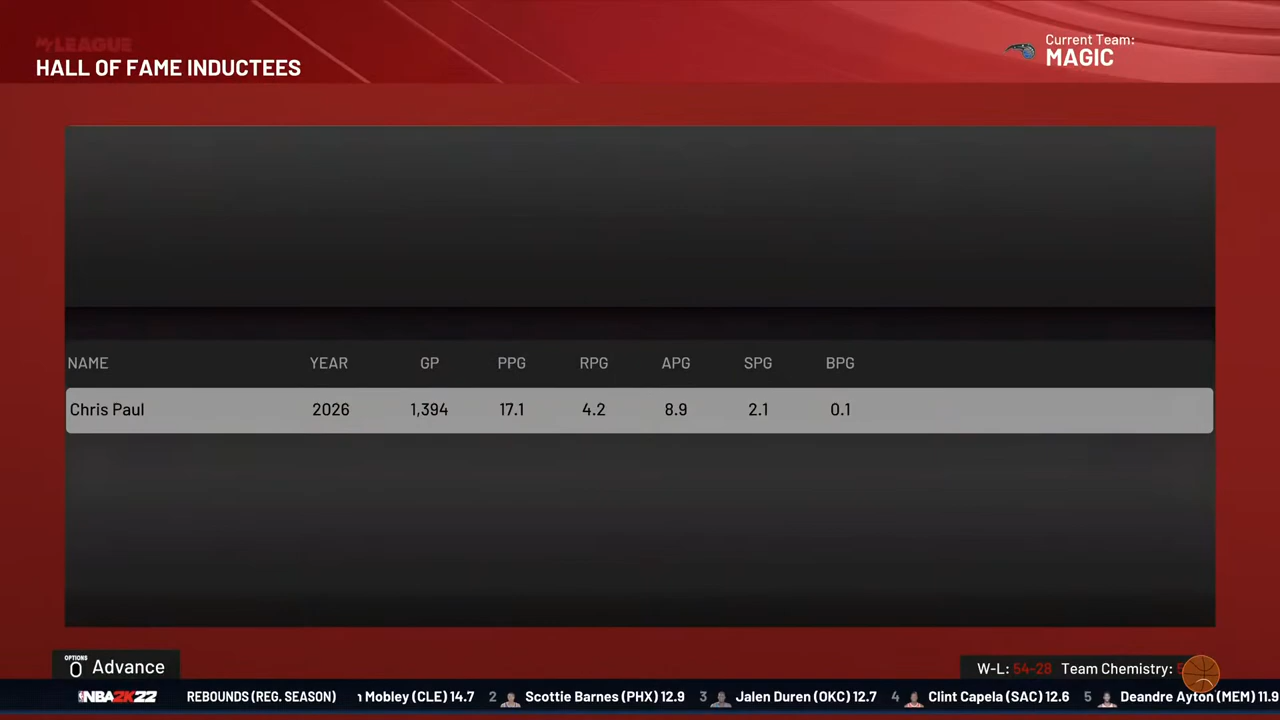 MyLEAGUE
HALL OF FAME INDUCTEES
Current Team:
MAGIC
NAME YEAR GP PPG RPG APG SPG BPG
Chris Paul 2026 1,394 17.1 4.2 8.9 2.1 0.1
OPTIONS
Advance
W-L: 54-28 Team Chemistry:
NBA2K22 REBOUNDS (REG. SEASON) Mobley (CLE) 14.7 2 Scottie Barnes (PHX) 12.9 3 Jalen Duren (OKC) 12.7 4 Clint Capela (SAC) 12.6 5 Deandre Ayton (MEM) 11.9